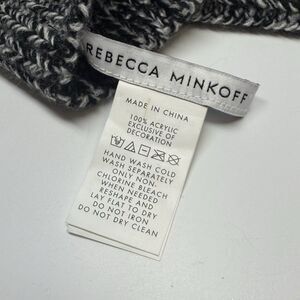 REBECCA MINKOFF
MADE IN CHINA
100% ACRYLIC
EXCLUSIVE OF
DECORATION
HAND WASH COLD
WASH SEPARATELY
ONLY NON-
CHLORINE BLEACH
WHEN NEEDED
RESHAPE AND
LAY FLAT TO DRY
DO NOT IRON
DO NOT DRY CLEAN